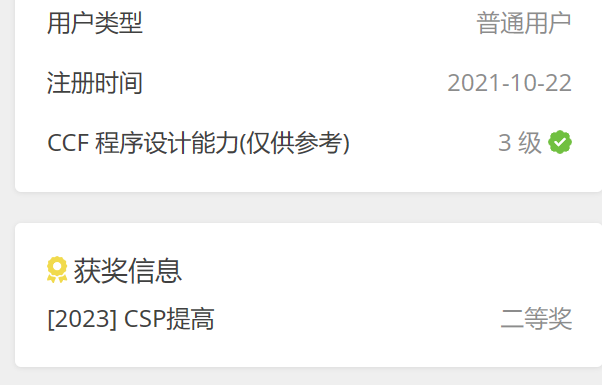 用户类型 普通用户
注册时间 2021-10-22
CCF 程序设计能力(仅供参考) 3 级
获奖信息
[2023] CSP提高 二等奖